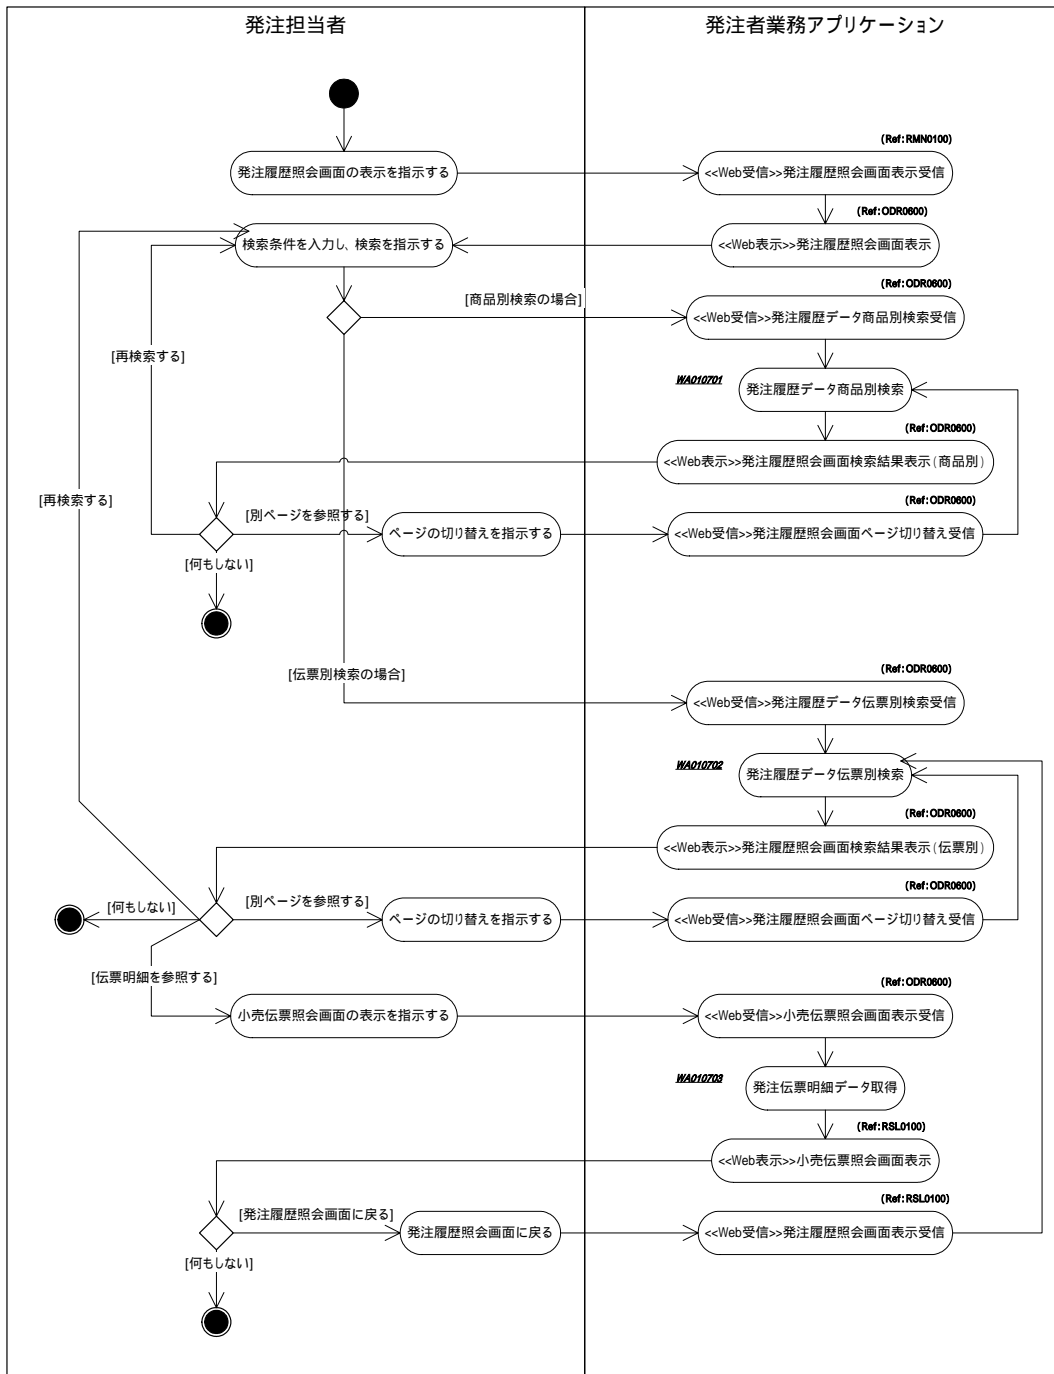 発注担当者
発注者業務アプリケーション
(Ref:RMN0100)
発注履歴照会画面の表示を指示する
<<Web受信>>発注履歴照会画面表示受信
(Ref:ODR0600)
検索条件を入力し、検索を指示する
<<Web表示>>発注履歴照会画面表示
(Ref:ODR0600)
[商品別検索の場合]
<<Web受信>>発注履歴データ商品別検索受信
[再検索する]
WA010701
発注履歴データ商品別検索
(Ref:ODR0600)
<<Web表示>>発注履歴照会画面検索結果表示(商品別)
[再検索する]
(Ref:ODR0600)
[別ページを参照する]
ページの切り替えを指示する
<<Web受信>>発注履歴照会画面ページ切り替え受信
[何もしない]
[伝票別検索の場合]
(Ref:ODR0600)
<<Web受信>>発注履歴データ伝票別検索受信
WA010702
発注履歴データ伝票別検索
(Ref:ODR0600)
<<Web表示>>発注履歴照会画面検索結果表示(伝票別)
(Ref:ODR0600)
[何もしない]
[別ページを参照する]
ページの切り替えを指示する
<<Web受信>>発注履歴照会画面ページ切り替え受信
[伝票明細を参照する]
(Ref:ODR0600)
小売伝票照会画面の表示を指示する
<<Web受信>>小売伝票照会画面表示受信
WA010703
発注伝票明細データ取得
(Ref:RSL0100)
<<Web表示>>小売伝票照会画面表示
(Ref:RSL0100)
[発注履歴照会画面に戻る]
発注履歴照会画面に戻る
<<Web受信>>発注履歴照会画面表示受信
[何もしない]